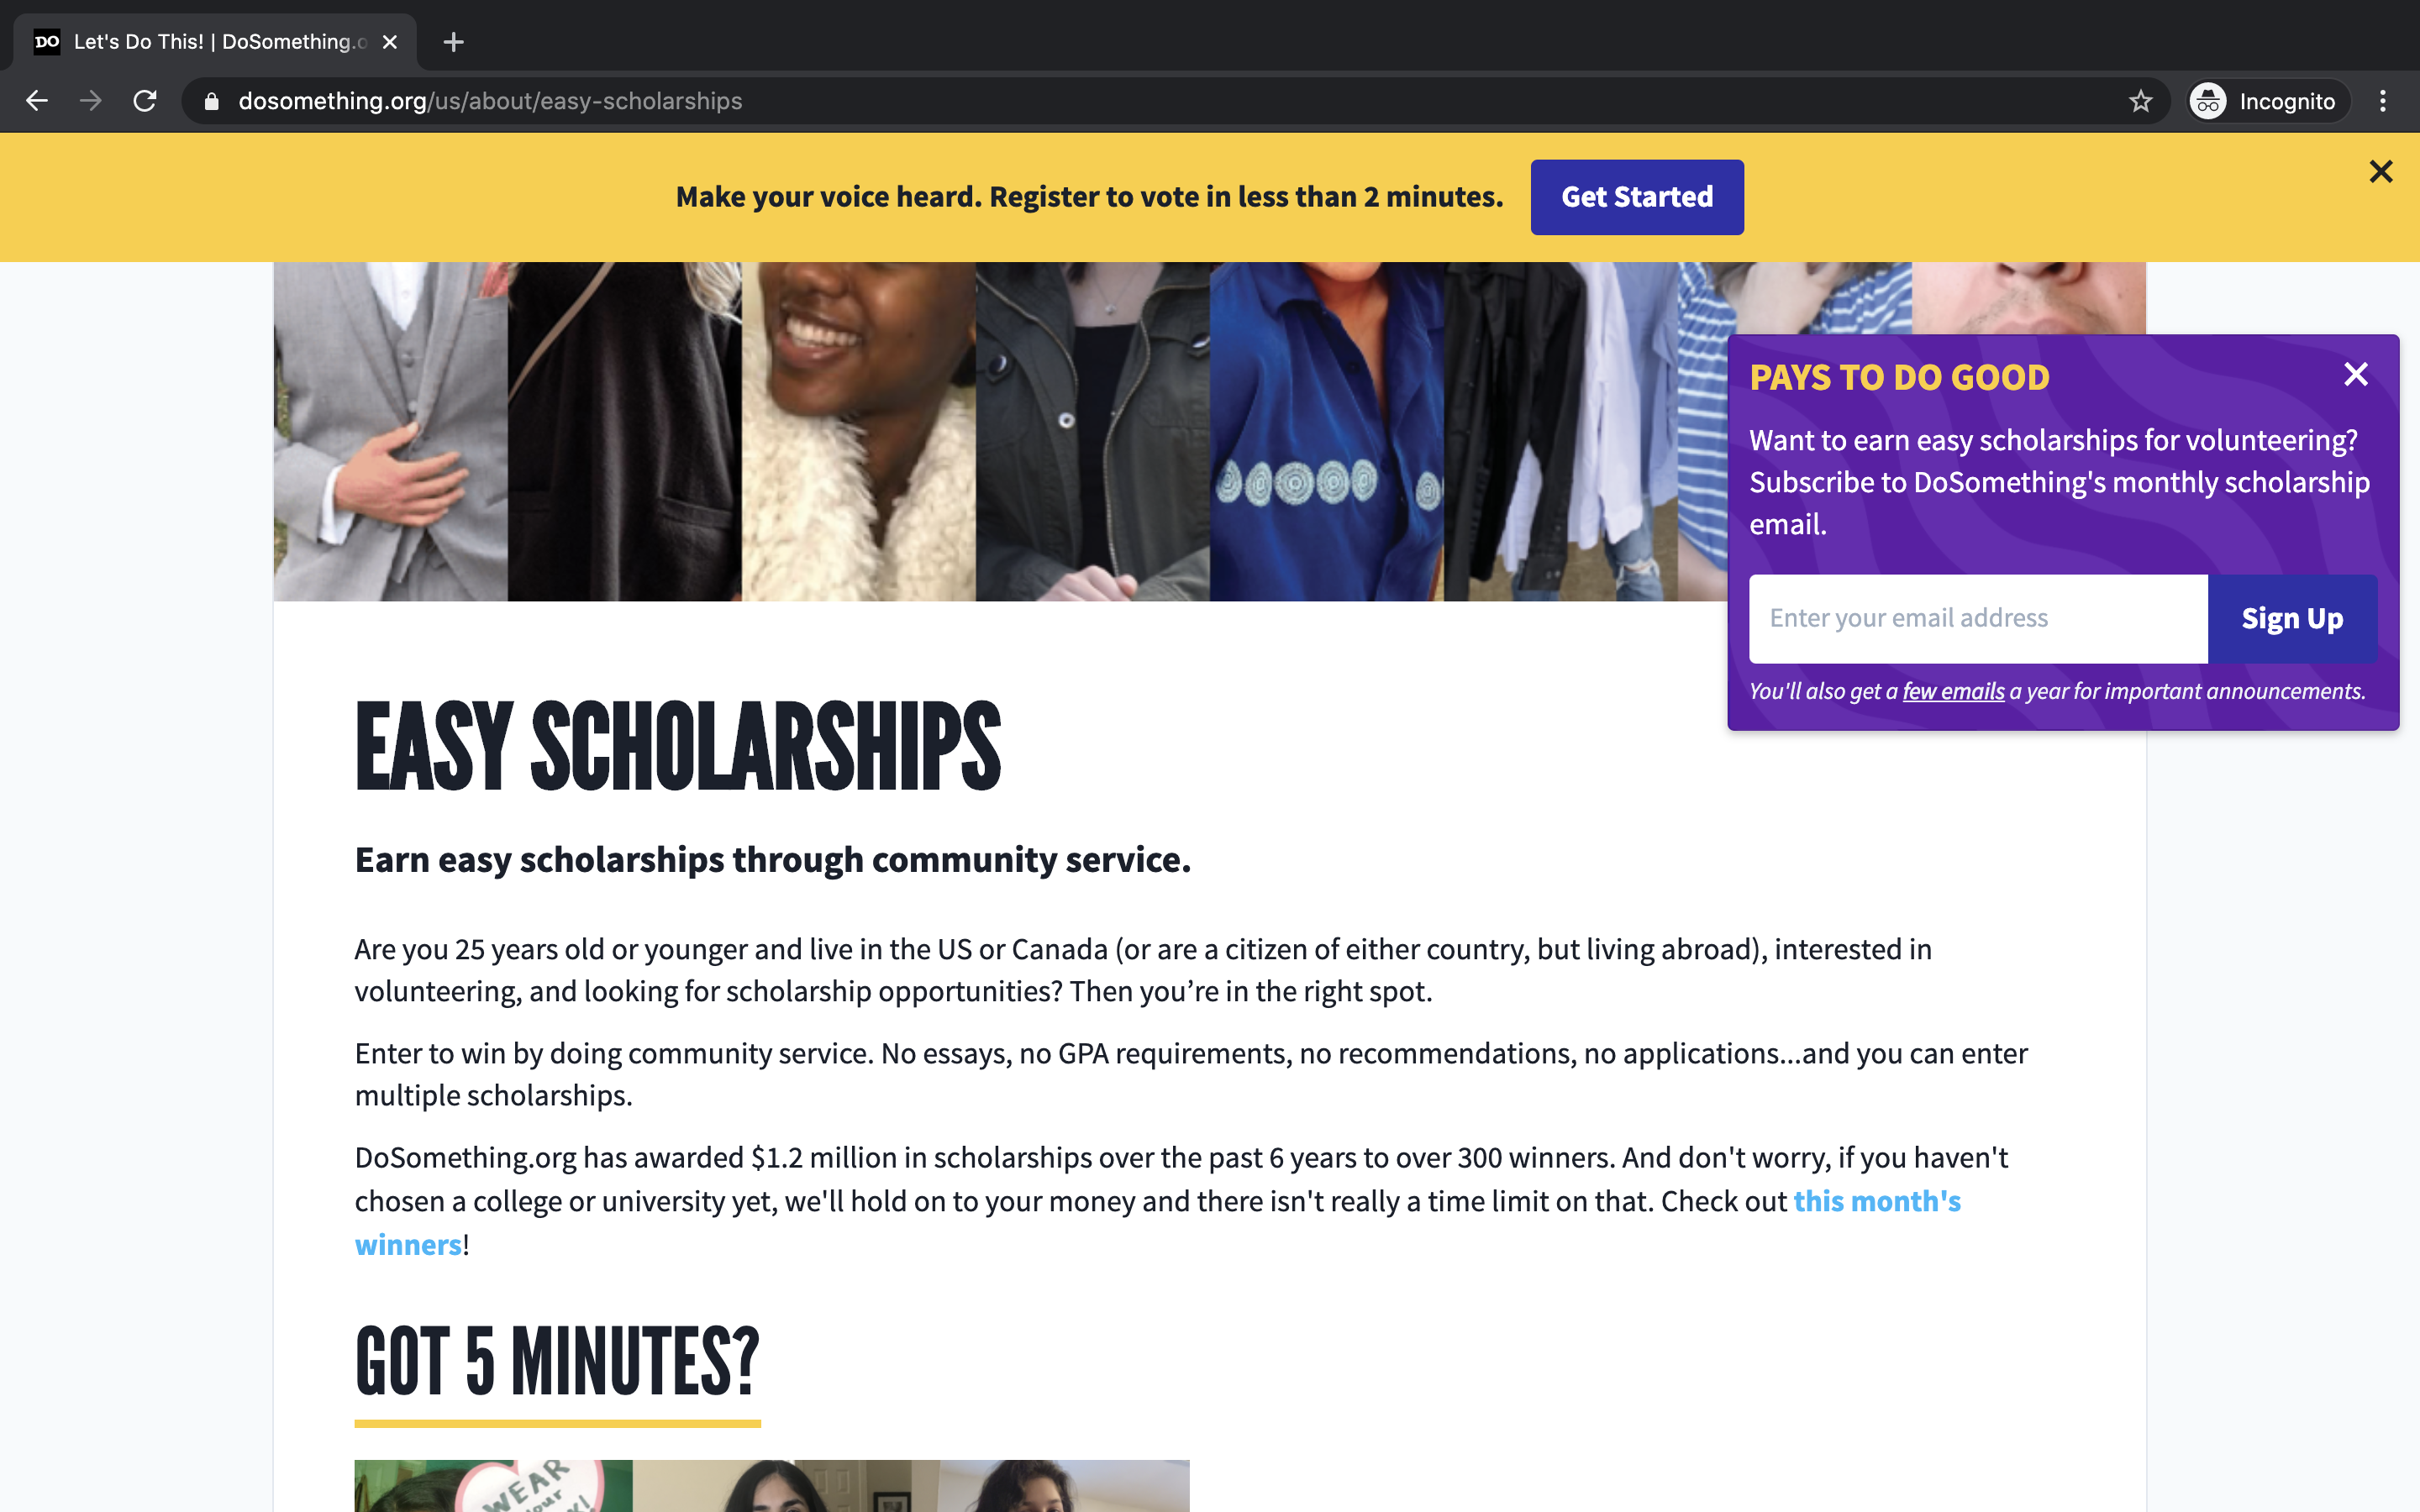 DO Let's Do This! | DoSomething.o
dosomething.org/us/about/easy-scholarships
Incognito
Make your voice heard. Register to vote in less than 2 minutes.
Get Started
PAYS TO DO GOOD
Want to earn easy scholarships for volunteering?
Subscribe to DoSomething's monthly scholarship
email.
Enter your email address
Sign Up
You'll also get a few emails a year for important announcements.
EASY SCHOLARSHIPS
Earn easy scholarships through community service.
Are you 25 years old or younger and live in the US or Canada (or are a citizen of either country, but living abroad), interested in
volunteering, and looking for scholarship opportunities? Then you’re in the right spot.
Enter to win by doing community service. No essays, no GPA requirements, no recommendations, no applications...and you can enter
multiple scholarships.
DoSomething.org has awarded $1.2 million in scholarships over the past 6 years to over 300 winners. And don't worry, if you haven't
chosen a college or university yet, we'll hold on to your money and there isn't really a time limit on that. Check out this month's
winners!
GOT 5 MINUTES?
WEAR
your